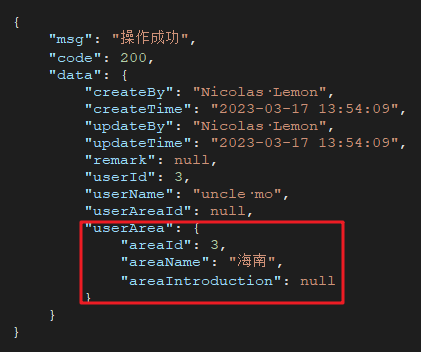 {
"msg": "操作成功",
"code": 200,
"data": {
"createBy": "Nicolas·Lemon",
"createTime": "2023-03-17 13:54:09",
"updateBy": "Nicolas·Lemon",
"updateTime": "2023-03-17 13:54:09",
"remark": null,
"userId": 3,
"userName": "uncle·mo",
"userAreaId": null,
"userArea": {
"areaId": 3,
"areaName": "海南",
"areaIntroduction": null
}
}
}